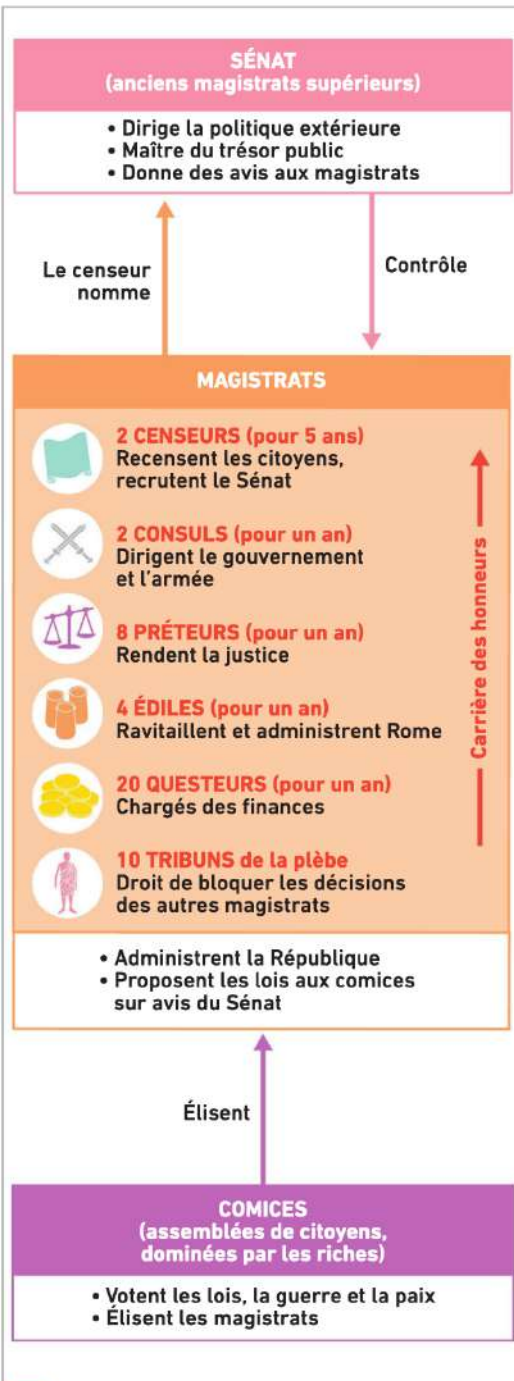 SÉNAT
(anciens magistrats supérieurs)
• Dirige la politique extérieure
• Maître du trésor public
• Donne des avis aux magistrats
Le censeur
nomme
Contrôle
MAGISTRATS
2 CENSEURS (pour 5 ans)
Recensent les citoyens,
recrutent le Sénat
2 CONSULS (pour un an)
Dirigent le gouvernement
et l'armée
8 PRÉTEURS (pour un an)
Rendent la justice
4 ÉDILES (pour un an)
Ravitaillent et administrent Rome
20 QUESTEURS (pour un an)
Chargés des finances
10 TRIBUNS de la plèbe
Droit de bloquer les décisions
des autres magistrats
Carrière des honneurs
• Administrent la République
• Proposent les lois aux comices
sur avis du Sénat
Élisent
COMICES
(assemblées de citoyens,
dominées par les riches)
• Votent les lois, la guerre et la paix
• Élisent les magistrats